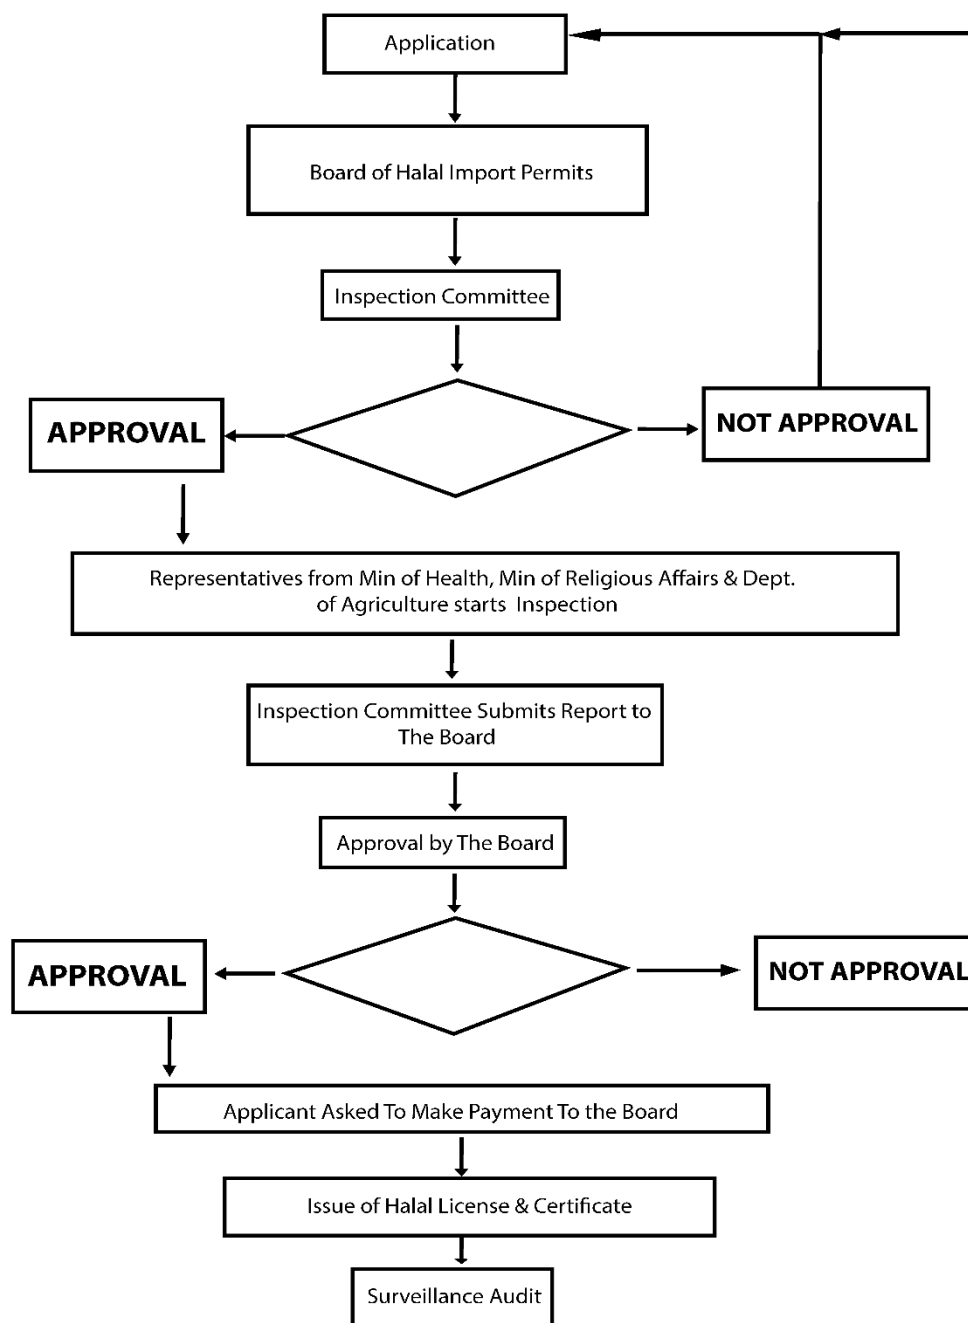 Application
Board of Halal Import Permits
Inspection Committee
APPROVAL
NOT APPROVAL
Representatives from Min of Health, Min of Religious Affairs & Dept.
of Agriculture starts Inspection
Inspection Committee Submits Report to
The Board
Approval by The Board
APPROVAL
NOT APPROVAL
Applicant Asked To Make Payment To the Board
Issue of Halal License & Certificate
Surveillance Audit